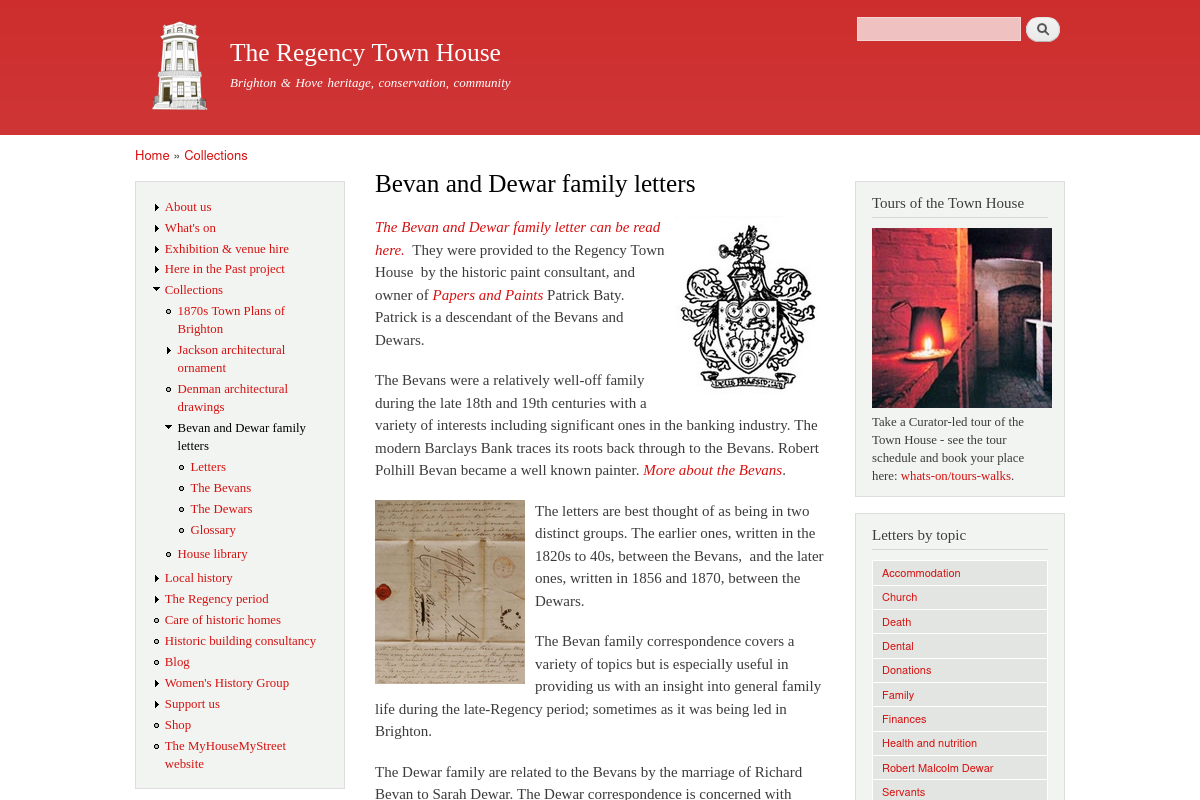 The Regency Town House
Brighton & Hove heritage, conservation, community
Home » Collections
About us
What's on
Exhibition & venue hire
Here in the Past project
Collections
1870s Town Plans of
Brighton
Jackson architectural
ornament
Denman architectural
drawings
Bevan and Dewar family
letters
Letters
The Bevans
The Dewars
Glossary
House library
Local history
The Regency period
Care of historic homes
Historic building consultancy
Blog
Women's History Group
Support us
Shop
The MyHouseMyStreet
website
Bevan and Dewar family letters
The Bevan and Dewar family letter can be read
here.  They were provided to the Regency Town
House  by the historic paint consultant, and
owner of Papers and Paints Patrick Baty.
Patrick is a descendant of the Bevans and
Dewars.
DEUS PRAESIDIUM
The Bevans were a relatively well-off family
during the late 18th and 19th centuries with a
variety of interests including significant ones in the banking industry. The
modern Barclays Bank traces its roots back through to the Bevans. Robert
Polhill Bevan became a well known painter. More about the Bevans.
The letters are best thought of as being in two
distinct groups. The earlier ones, written in the
1820s to 40s, between the Bevans,  and the later
ones, written in 1856 and 1870, between the
Dewars.
The Bevan family correspondence covers a
variety of topics but is especially useful in
providing us with an insight into general family
life during the late-Regency period; sometimes as it was being led in
Brighton.
The Dewar family are related to the Bevans by the marriage of Richard
Bevan to Sarah Dewar. The Dewar correspondence is concerned with
Tours of the Town House
Take a Curator-led tour of the
Town House - see the tour
schedule and book your place
here: whats-on/tours-walks.
Letters by topic
Accommodation
Church
Death
Dental
Donations
Family
Finances
Health and nutrition
Robert Malcolm Dewar
Servants